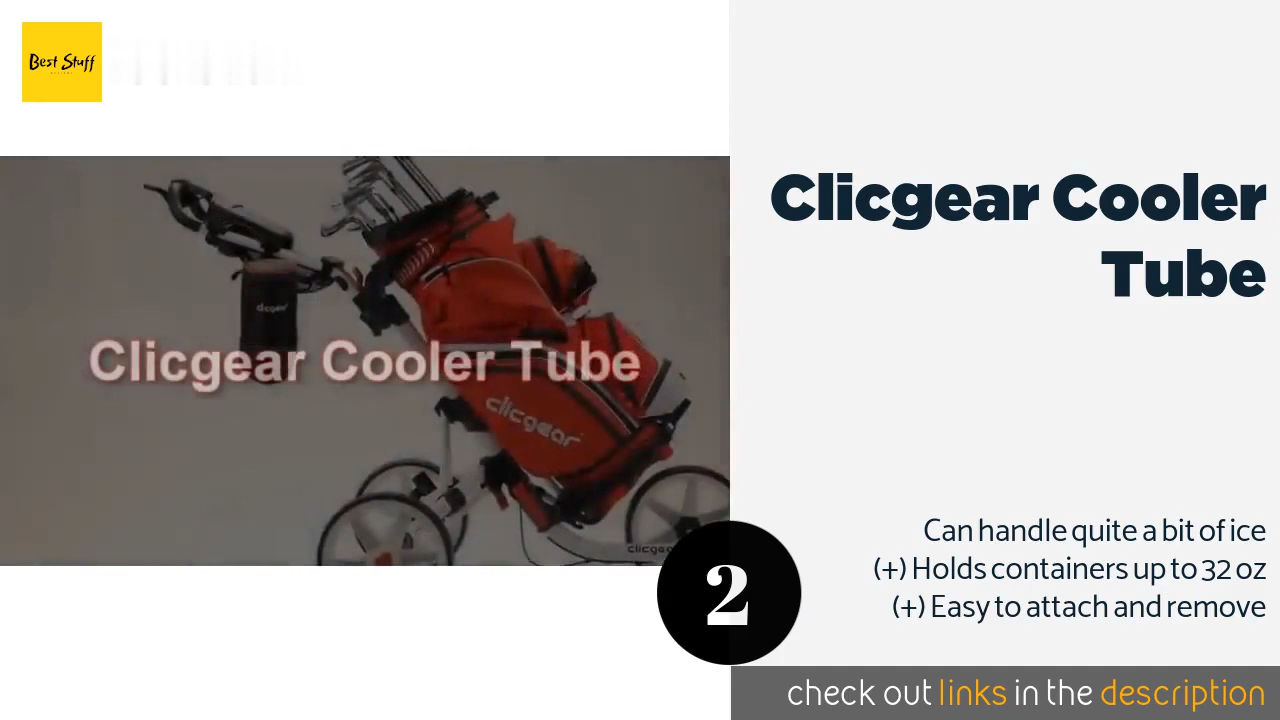 Best Stuff
Clicgear Cooler
Tube
clicgear
Clicgear Cooler Tube
clicgear
Can handle quite a bit of ice
(+) Holds containers up to 32 oz
(+) Easy to attach and remove
2
check out links in the description